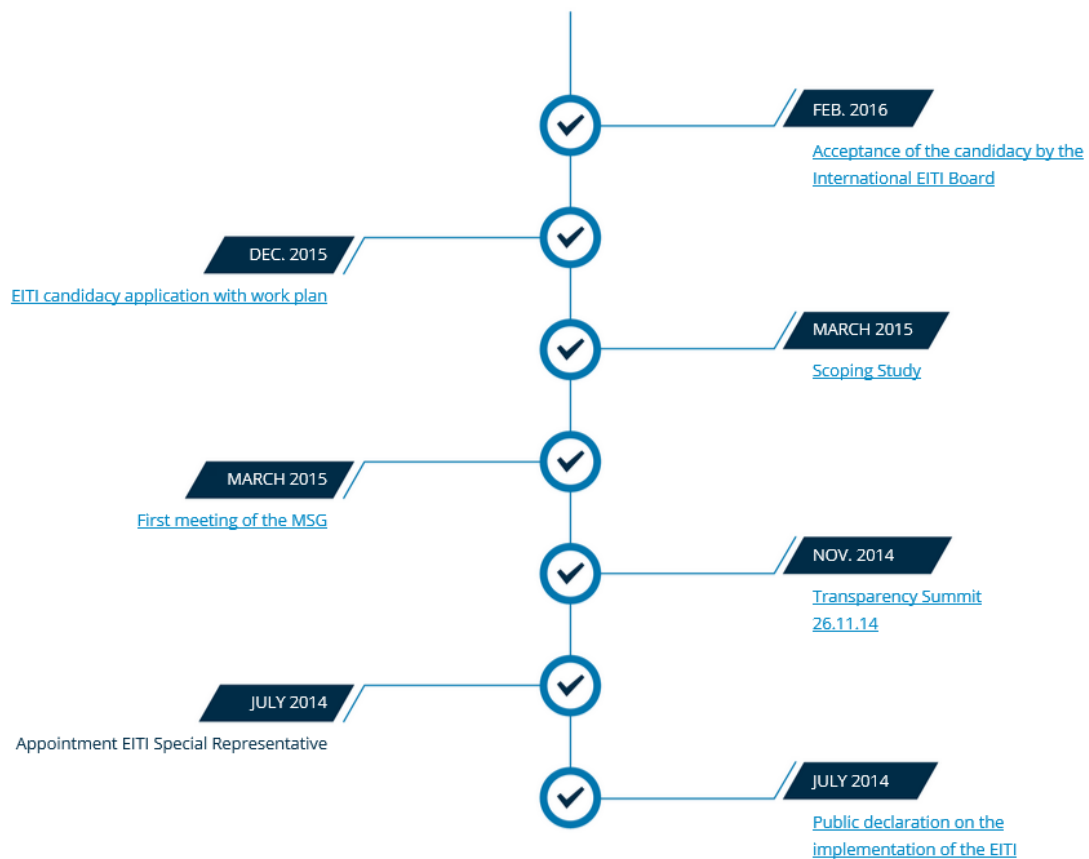 FEB. 2016
Acceptance of the candidacy by the
International EITI Board
DEC. 2015
EITI candidacy application with work plan
MARCH 2015
Scoping Study
MARCH 2015
First meeting of the MSG
NOV. 2014
Transparency Summit
26.11.14
JULY 2014
Appointment EITI Special Representative
JULY 2014
Public declaration on the
implementation of the EITI